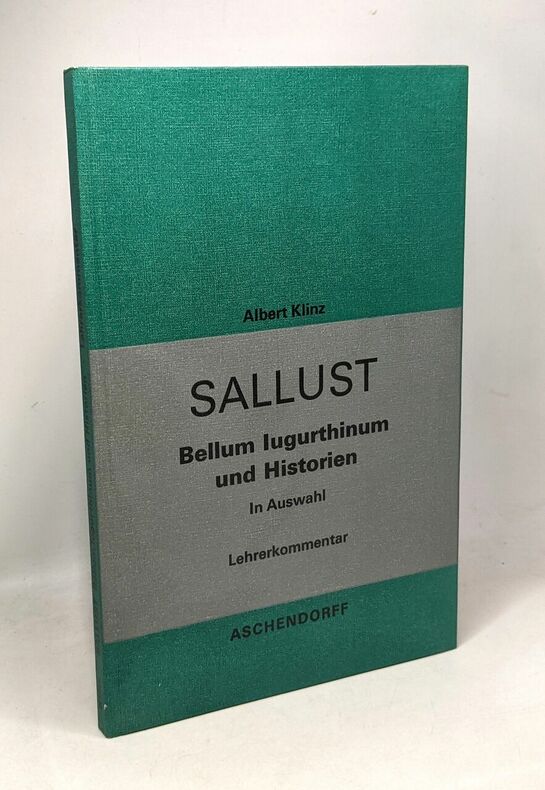 Albert Klinz
SALLUST
Bellum Iugurthinum
und Historien
In Auswahl
Lehrerkommentar
ASCHENDORFF